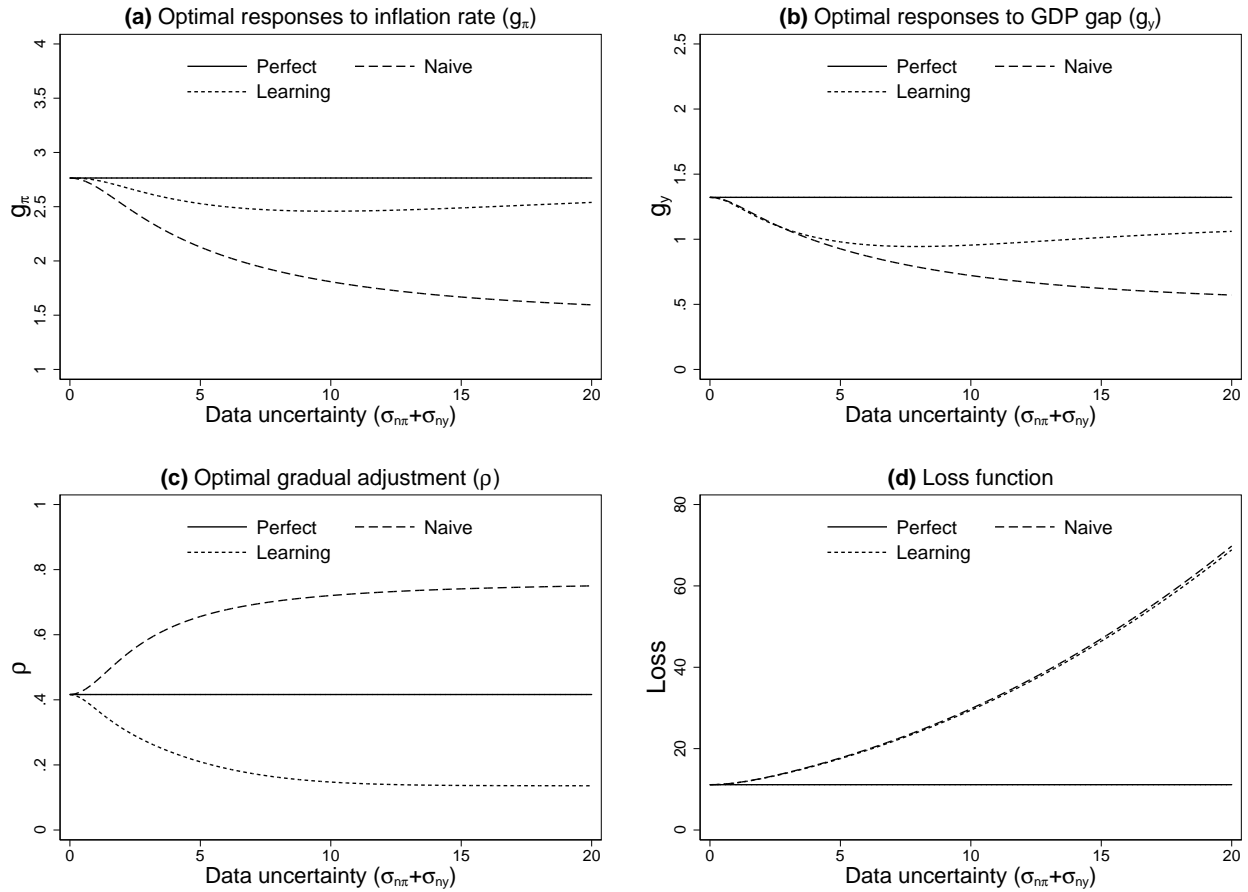 (a) Optimal responses to inflation rate (gπ)
4
3.5
3
2.5
2
1.5
1
gπ
Perfect
Naive
Learning
0
5
10
15
20
Data uncertainty (σnπ+σny)
(b) Optimal responses to GDP gap (gy)
2.5
2
1.5
1
.5
0
gy
Perfect
Naive
Learning
0
5
10
15
20
Data uncertainty (σnπ+σny)
(c) Optimal gradual adjustment (ρ)
1
.8
.6
.4
.2
0
ρ
Perfect
Naive
Learning
0
5
10
15
20
Data uncertainty (σnπ+σny)
(d) Loss function
80
60
40
20
0
Loss
Perfect
Naive
Learning
0
5
10
15
20
Data uncertainty (σnπ+σny)